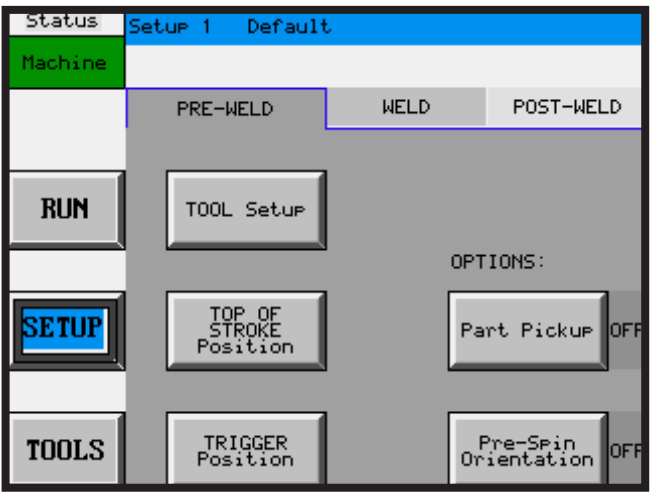 Status
Setup 1 Default
Machine
PRE-WELD
WELD
POST-WELD
RUN
TOOL Setup
OPTIONS:
SETUP
TOP OF
STROKE
Position
Part Pickup
OFF
TOOLS
TRIGGER
Position
Pre-Spin
Orientation
OFF